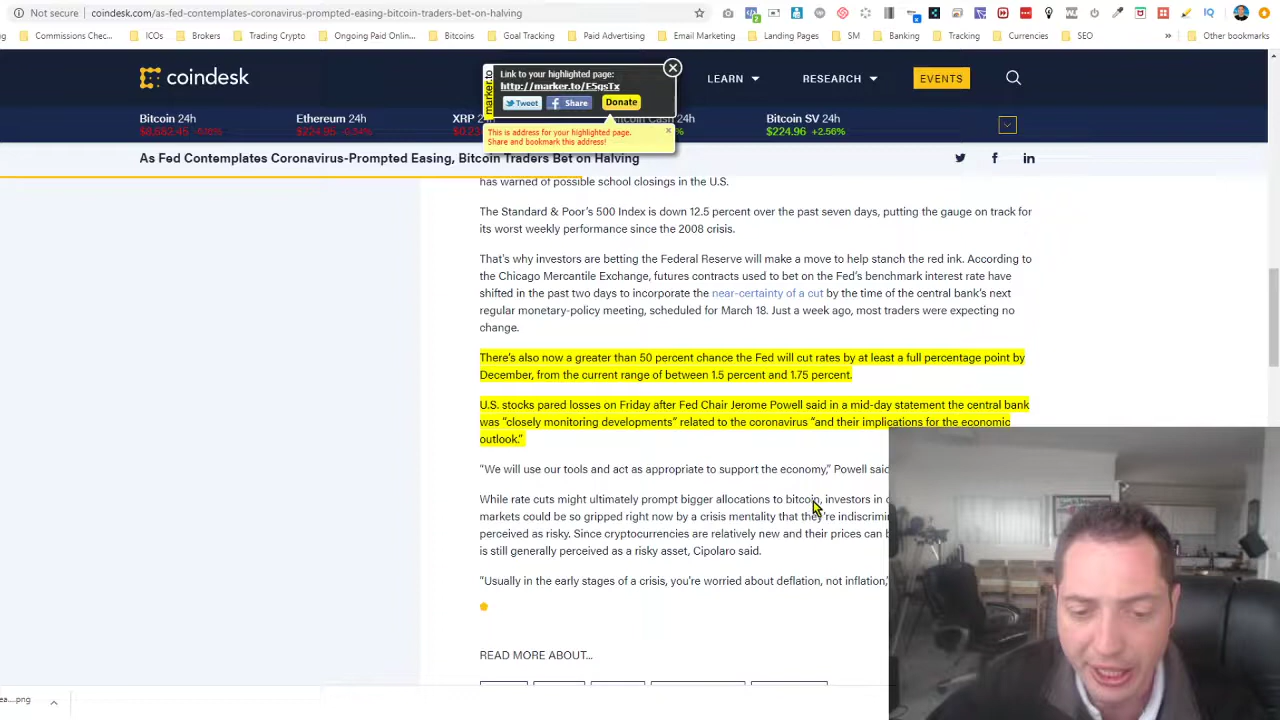 Not secure
coindesk.com/as-fed-contemplates-coronavirus-prompted-easing-bitcoin-traders-bet-on-halving
Commissions Chec...
ICOs
Brokers
Trading Crypto
Ongoing Paid Onlin...
Bitcoins
Goal Tracking
Paid Advertising
Email Marketing
Landing Pages
SM
Banking
Tracking
Currencies
SEO
»
Other bookmarks
coindesk
marker.to
Link to your highlighted page:
http://marker.to/E5qsTx
Tweet
Share
Donate
LEARN
RESEARCH
EVENTS
This is address for your highlighted page.
Share and bookmark this address!
Bitcoin 24h
Ethereum 24h
XRP 24h
Cash 24h
Bitcoin SV 24h
$224.96 +2.56%
As Fed Contemplates Coronavirus-Prompted Easing, Bitcoin Traders Bet on Halving
has warned of possible school closings in the U.S.
The Standard & Poor's 500 Index is down 12.5 percent over the past seven days, putting the gauge on track for
its worst weekly performance since the 2008 crisis.
That's why investors are betting the Federal Reserve will make a move to help stanch the red ink. According to
the Chicago Mercantile Exchange, futures contracts used to bet on the Fed's benchmark interest rate have
shifted in the past two days to incorporate the near-certainty of a cut by the time of the central bank's next
regular monetary-policy meeting, scheduled for March 18. Just a week ago, most traders were expecting no
change.
There's also now a greater than 50 percent chance the Fed will cut rates by at least a full percentage point by
December, from the current range of between 1.5 percent and 1.75 percent.
U.S. stocks pared losses on Friday after Fed Chair Jerome Powell said in a mid-day statement the central bank
was “closely monitoring developments” related to the coronavirus “and their implications for the economic
outlook.”
“We will use our tools and act as appropriate to support the economy,” Powell said
While rate cuts might ultimately prompt bigger allocations to bitcoin, investors in
markets could be so gripped right now by a crisis mentality that they're
perceived as risky. Since cryptocurrencies are relatively new and their prices can
is still generally perceived as a risky asset, Cipolaro said.
“Usually in the early stages of a crisis, you're worried about deflation, not inflation,”
READ MORE ABOUT...
ea....png